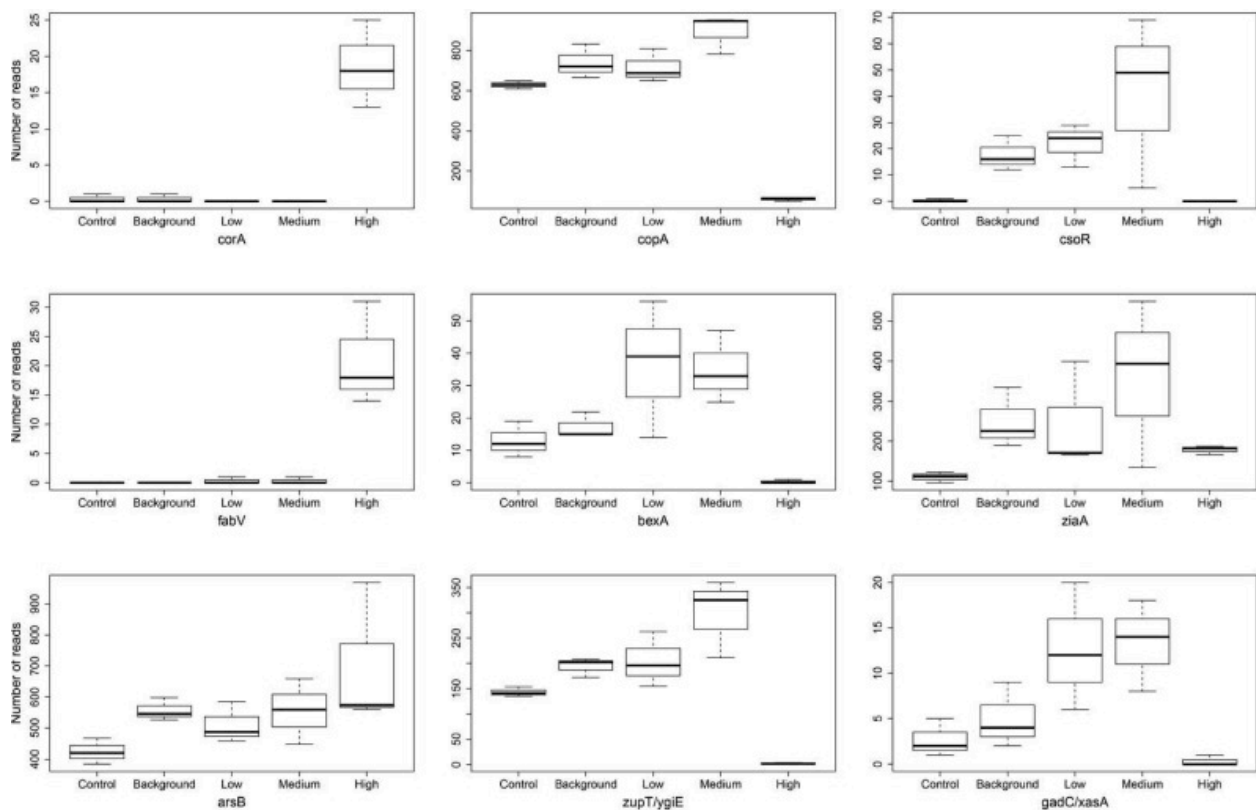 Number of reads
25
20
15
10
5
0
Control Background Low Medium High
corA
800
600
400
200
Control Background Low Medium High
copA
70
60
50
40
30
20
10
0
Control Background Low Medium High
csoR
Number of reads
30
25
20
15
10
5
0
Control Background Low Medium High
fabV
50
40
30
20
10
0
Control Background Low Medium High
bexA
500
400
300
200
100
Control Background Low Medium High
ziaA
Number of reads
900
800
700
600
500
400
Control Background Low Medium High
arsB
350
250
150
50
0
Control Background Low Medium High
zupT/ygiE
20
15
10
5
0
Control Background Low Medium High
gadC/xasA